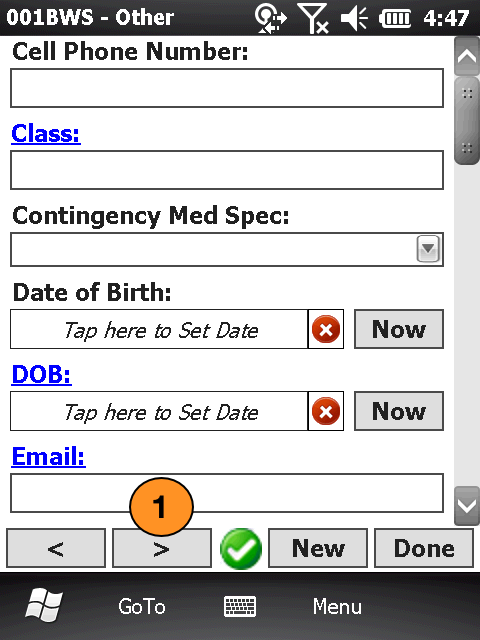 001BWS - Other 4:47
Cell Phone Number:
Class:
Contingency Med Spec:
Date of Birth:
Tap here to Set Date Now
DOB:
Tap here to Set Date Now
Email:
1
< > New Done
GoTo Menu